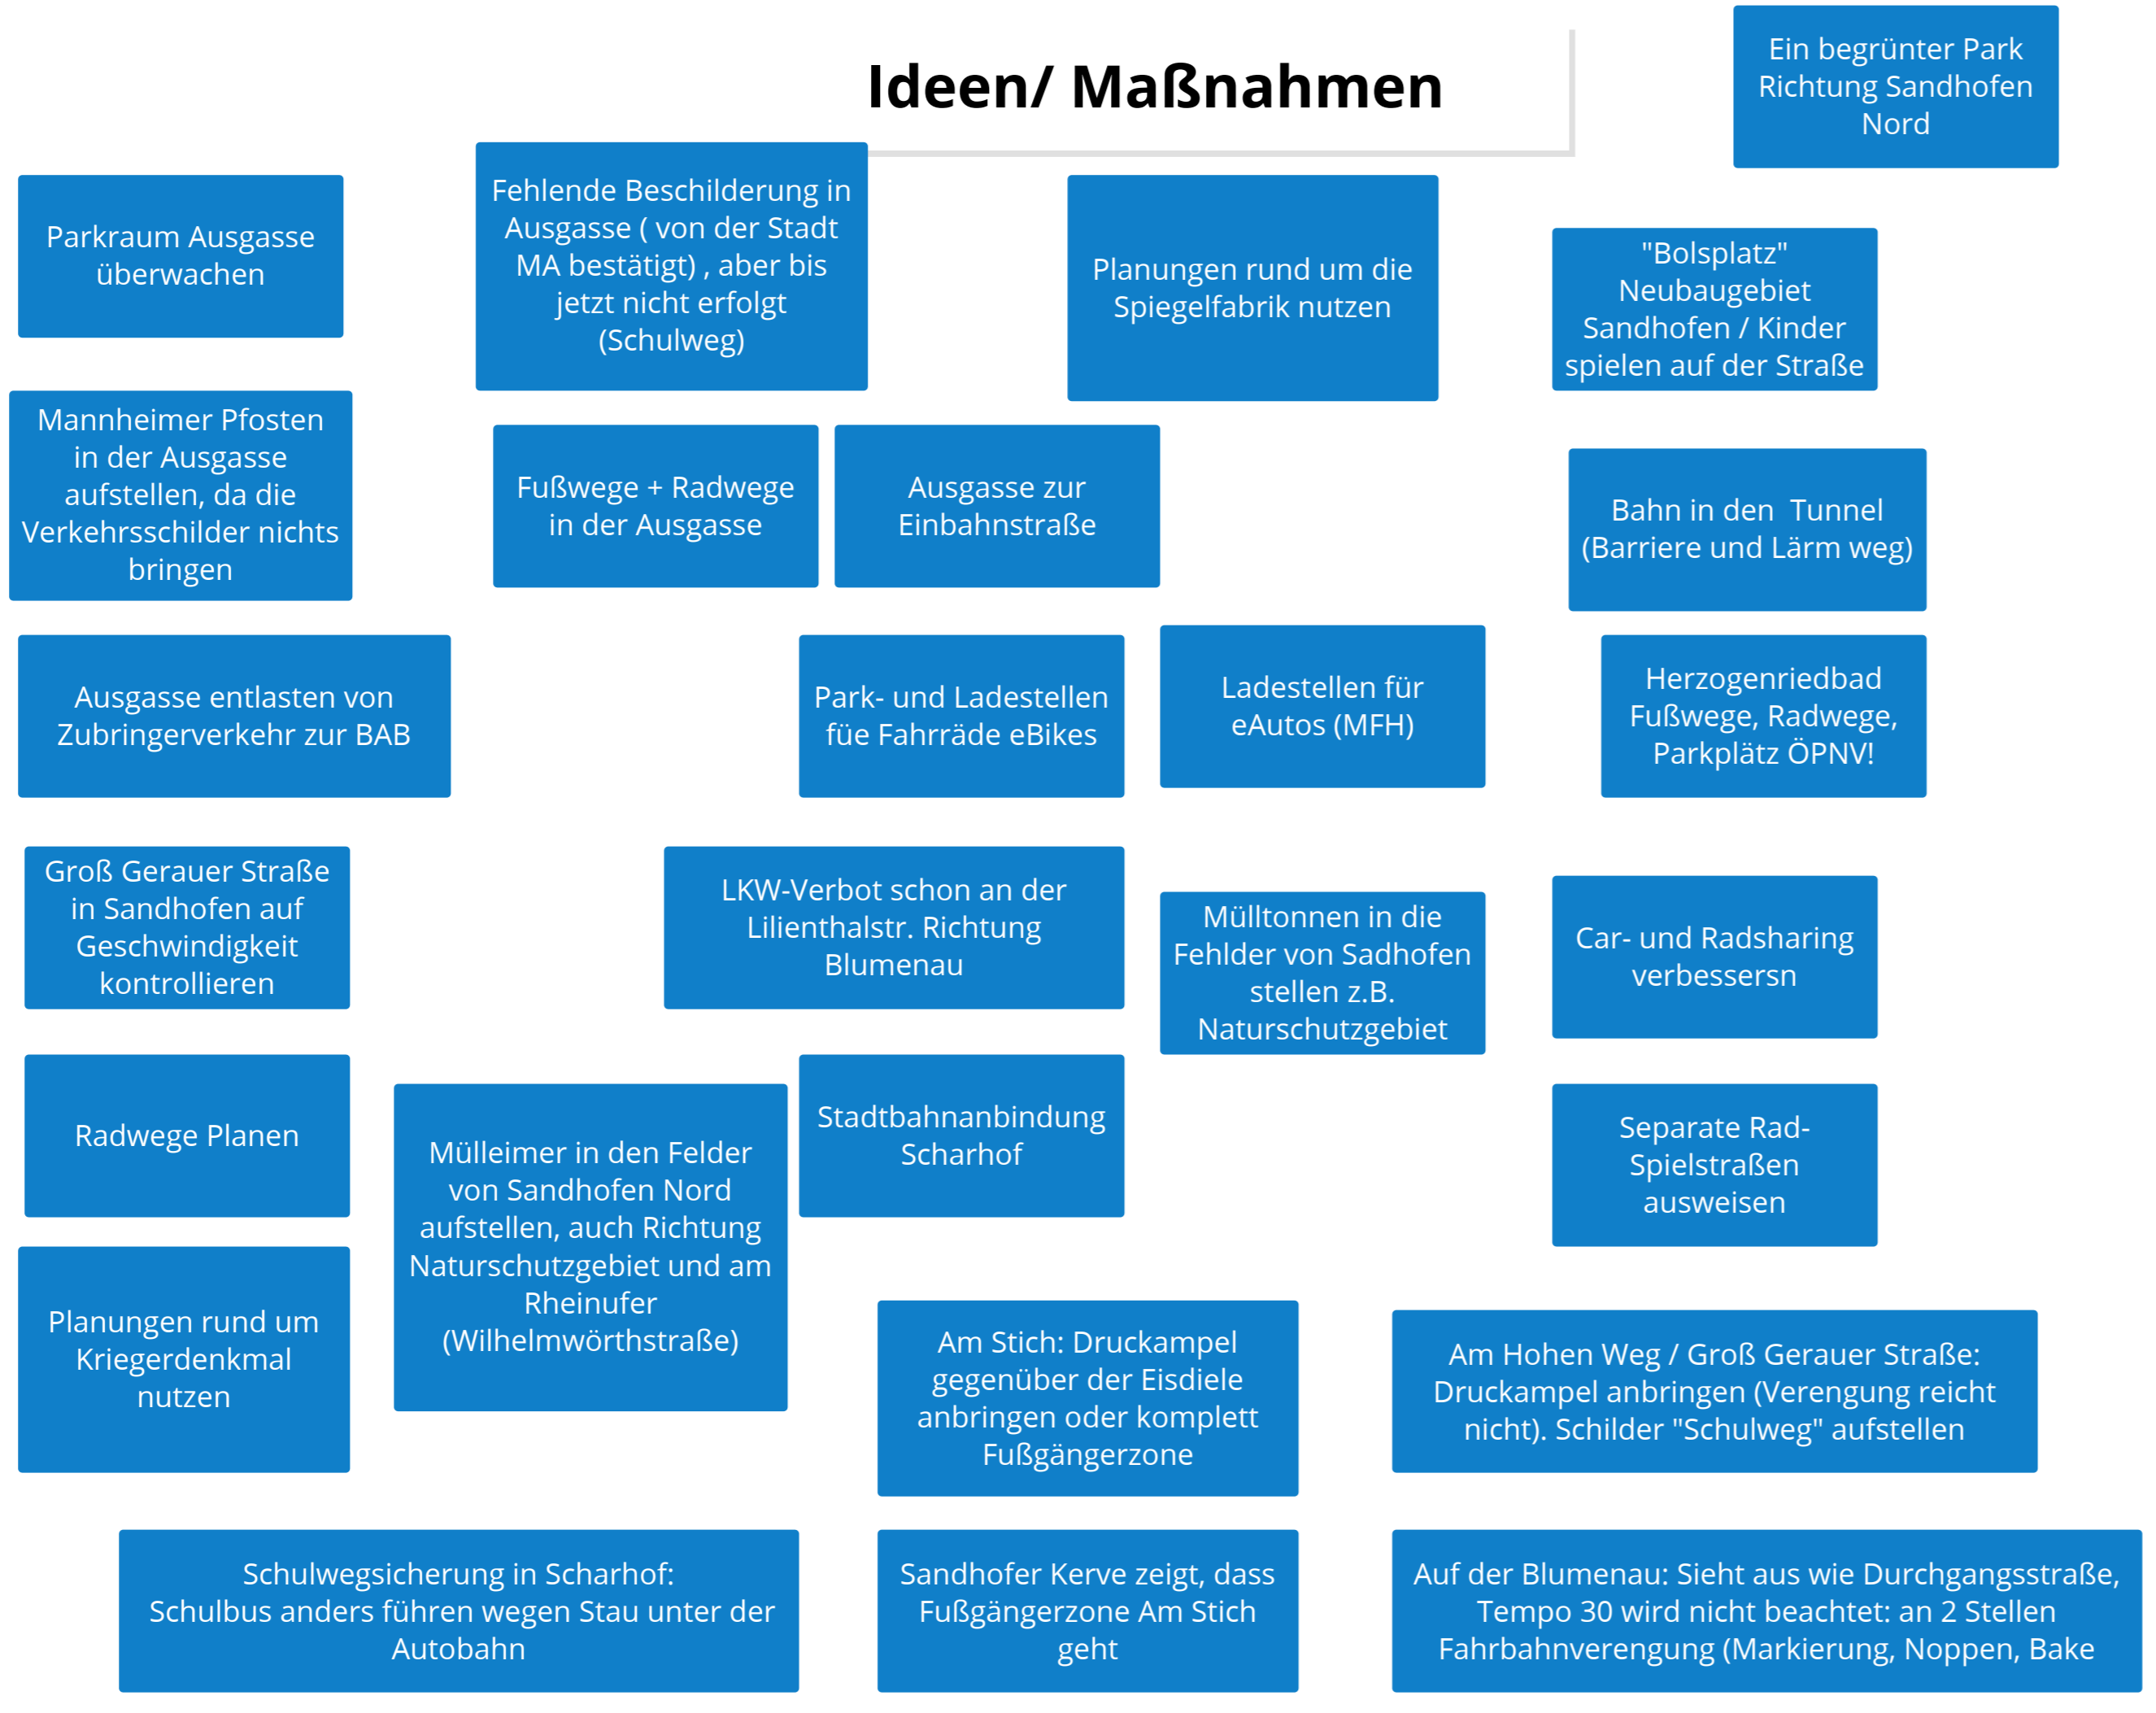 Ideen/ Maßnahmen
Ein begrünter Park
Richtung Sandhofen
Nord
Parkraum Ausgasse
überwachen
Fehlende Beschilderung in
Ausgasse ( von der Stadt
MA bestätigt) , aber bis
jetzt nicht erfolgt
(Schulweg)
Planungen rund um die
Spiegelfabrik nutzen
"Bolsplatz"
Neubaugebiet
Sandhofen / Kinder
spielen auf der Straße
Mannheimer Pfosten
in der Ausgasse
aufstellen, da die
Verkehrsschilder nichts
bringen
Fußwege + Radwege
in der Ausgasse
Ausgasse zur
Einbahnstraße
Bahn in den  Tunnel
(Barriere und Lärm weg)
Ausgasse entlasten von
Zubringerverkehr zur BAB
Park- und Ladestellen
füe Fahrräde eBikes
Ladestellen für
eAutos (MFH)
Herzogenriedbad
Fußwege, Radwege,
Parkplätz ÖPNV!
Groß Gerauer Straße
in Sandhofen auf
Geschwindigkeit
kontrollieren
LKW-Verbot schon an der
Lilienthalstr. Richtung
Blumenau
Mülltonnen in die
Fehlder von Sadhofen
stellen z.B.
Naturschutzgebiet
Car- und Radsharing
verbessersn
Radwege Planen
Mülleimer in den Felder
von Sandhofen Nord
aufstellen, auch Richtung
Naturschutzgebiet und am
Rheinufer
(Wilhelmwörthstraße)
Stadtbahnanbindung
Scharhof
Separate Rad-
Spielstraßen
ausweisen
Planungen rund um
Kriegerdenkmal
nutzen
Am Stich: Druckampel
gegenüber der Eisdiele
anbringen oder komplett
Fußgängerzone
Am Hohen Weg / Groß Gerauer Straße:
Druckampel anbringen (Verengung reicht
nicht). Schilder "Schulweg" aufstellen
Schulwegsicherung in Scharhof:
Schulbus anders führen wegen Stau unter der
Autobahn
Sandhofer Kerve zeigt, dass
Fußgängerzone Am Stich
geht
Auf der Blumenau: Sieht aus wie Durchgangsstraße,
Tempo 30 wird nicht beachtet: an 2 Stellen
Fahrbahnverengung (Markierung, Noppen, Bake